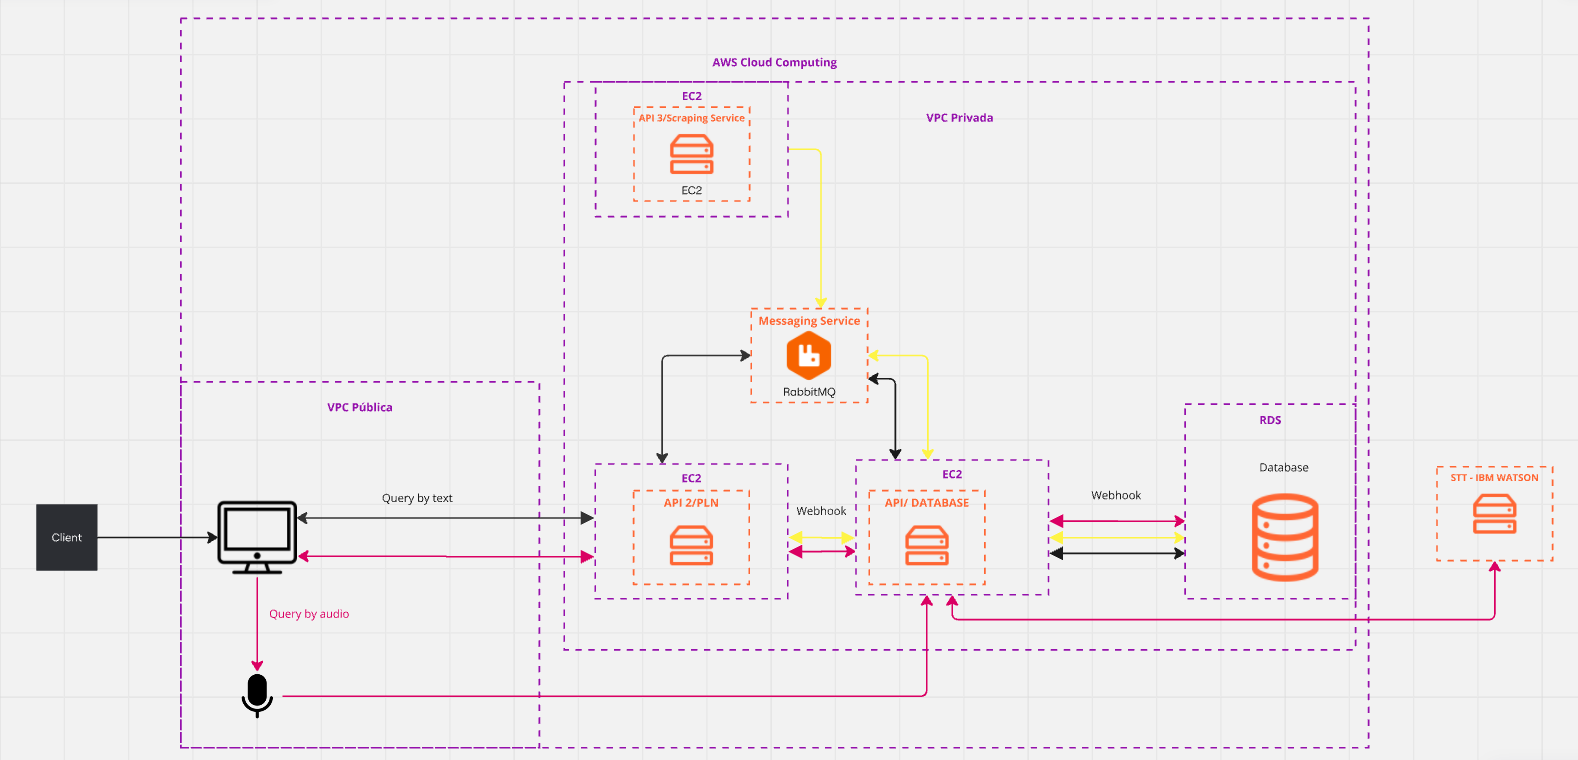 AWS Cloud Computing
EC2
API 3/Scraping Service
EC2
VPC Privada
Messaging Service
RabbitMQ
VPC Pública
RDS
Database
EC2
API 2/PLN
EC2
API/ DATABASE
Webhook
Webhook
STT - IBM WATSON
Query by text
Client
Query by audio